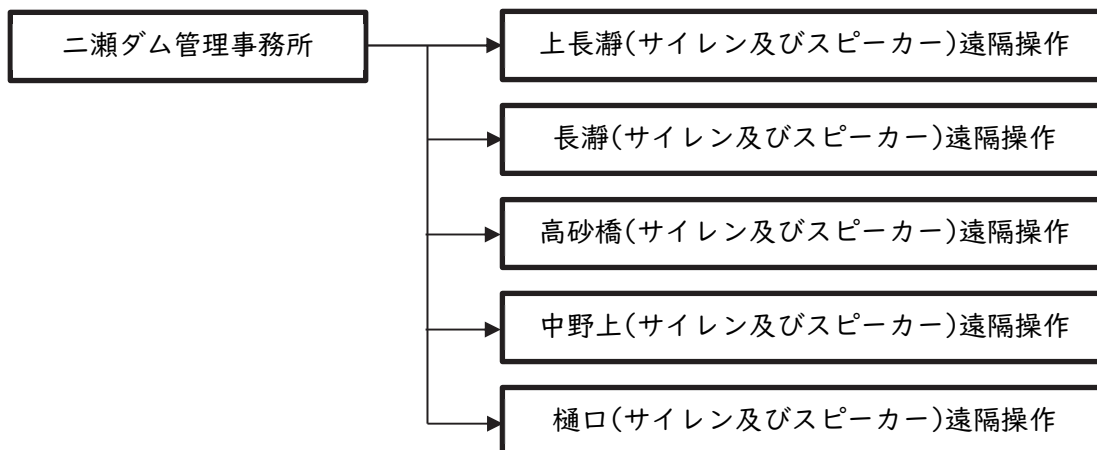 二瀬ダム管理事務所
上長瀞(サイレン及びスピーカー)遠隔操作
長瀞(サイレン及びスピーカー)遠隔操作
高砂橋(サイレン及びスピーカー)遠隔操作
中野上(サイレン及びスピーカー)遠隔操作
樋口(サイレン及びスピーカー)遠隔操作